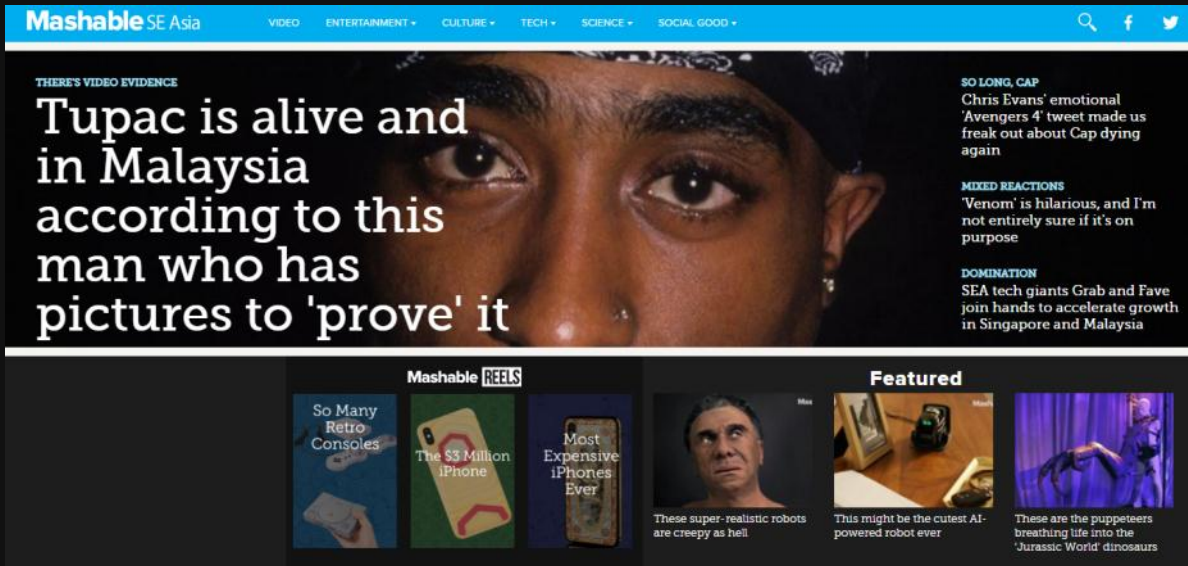 Mashable SE Asia
VIDEO
ENTERTAINMENT
CULTURE
TECH
SCIENCE
SOCIAL GOOD
THERE'S VIDEO EVIDENCE
Tupac is alive and
in Malaysia
according to this
man who has
pictures to 'prove' it
SO LONG, CAP
Chris Evans' emotional
'Avengers 4' tweet made us
freak out about Cap dying
again
MIXED REACTIONS
'Venom' is hilarious, and I'm
not entirely sure if it's on
purpose
DOMINATION
SEA tech giants Grab and Fave
join hands to accelerate growth
in Singapore and Malaysia
Mashable REELS
So Many
Retro
Consoles
The $3 Million
iPhone
Most
Expensive
iPhones
Ever
Featured
These super-realistic robots
are creepy as hell
This might be the cutest AI-
powered robot ever
These are the puppeteers
breathing life into the
'Jurassic World' dinosaurs